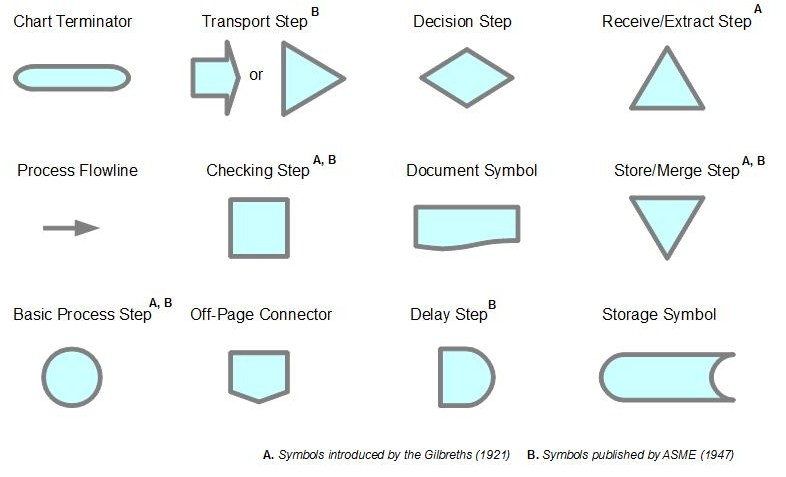 Chart Terminator
Transport Step B
Decision Step
Receive/Extract Step A
or
Process Flowline
Checking Step A, B
Document Symbol
Store/Merge Step A, B
Basic Process Step A, B
Off-Page Connector
Delay Step B
Storage Symbol
A. Symbols introduced by the Gilbreths (1921) B. Symbols published by ASME (1947)